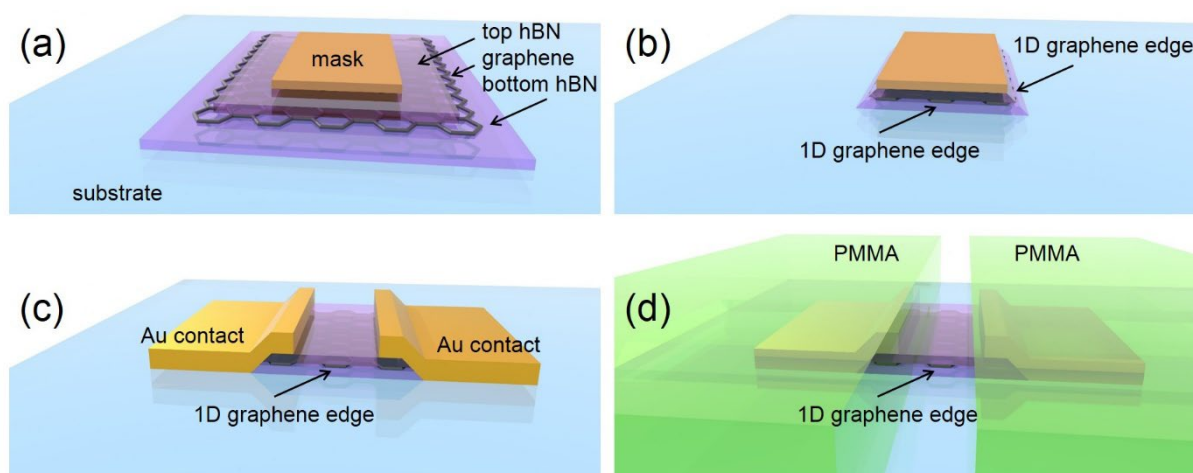 (a)
mask
top hBN
graphene
bottom hBN
substrate
(b)
1D graphene edge
1D graphene edge
(c)
Au contact
Au contact
1D graphene edge
(d)
PMMA
PMMA
1D graphene edge